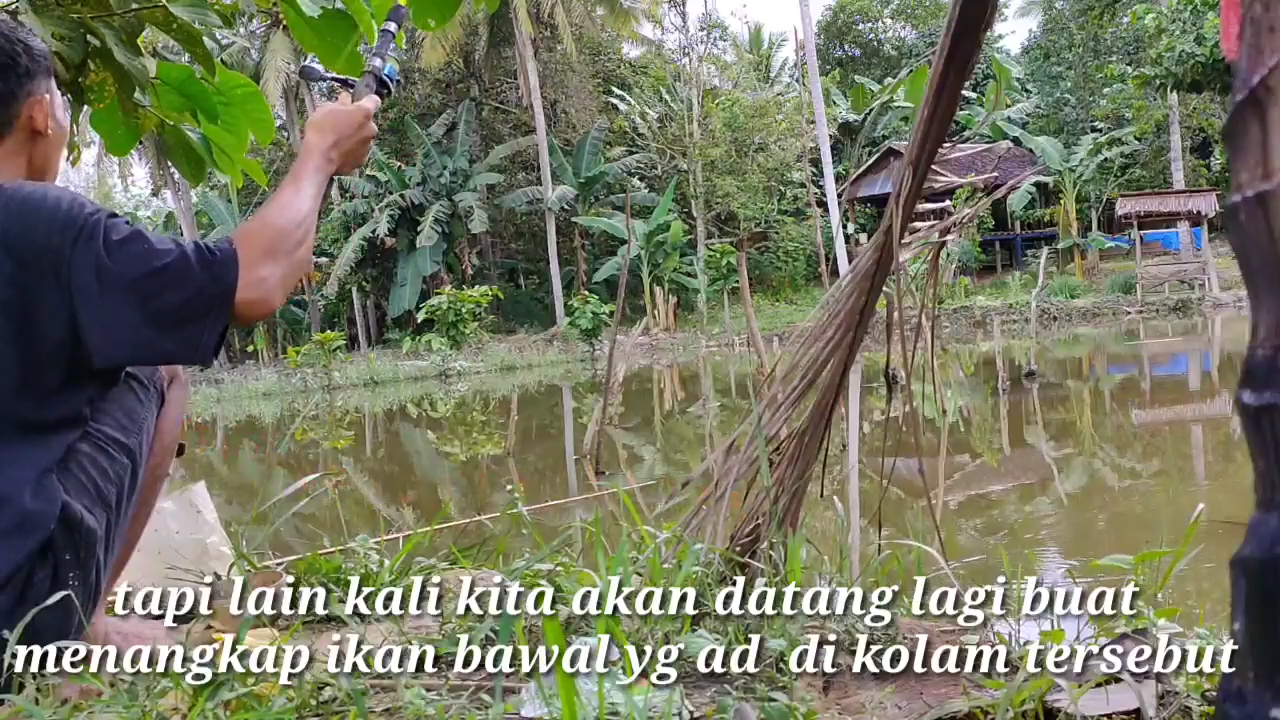 tapi lain kali kita akan datang lagi buat
menangkap ikan bawal yg ad di kolam tersebut